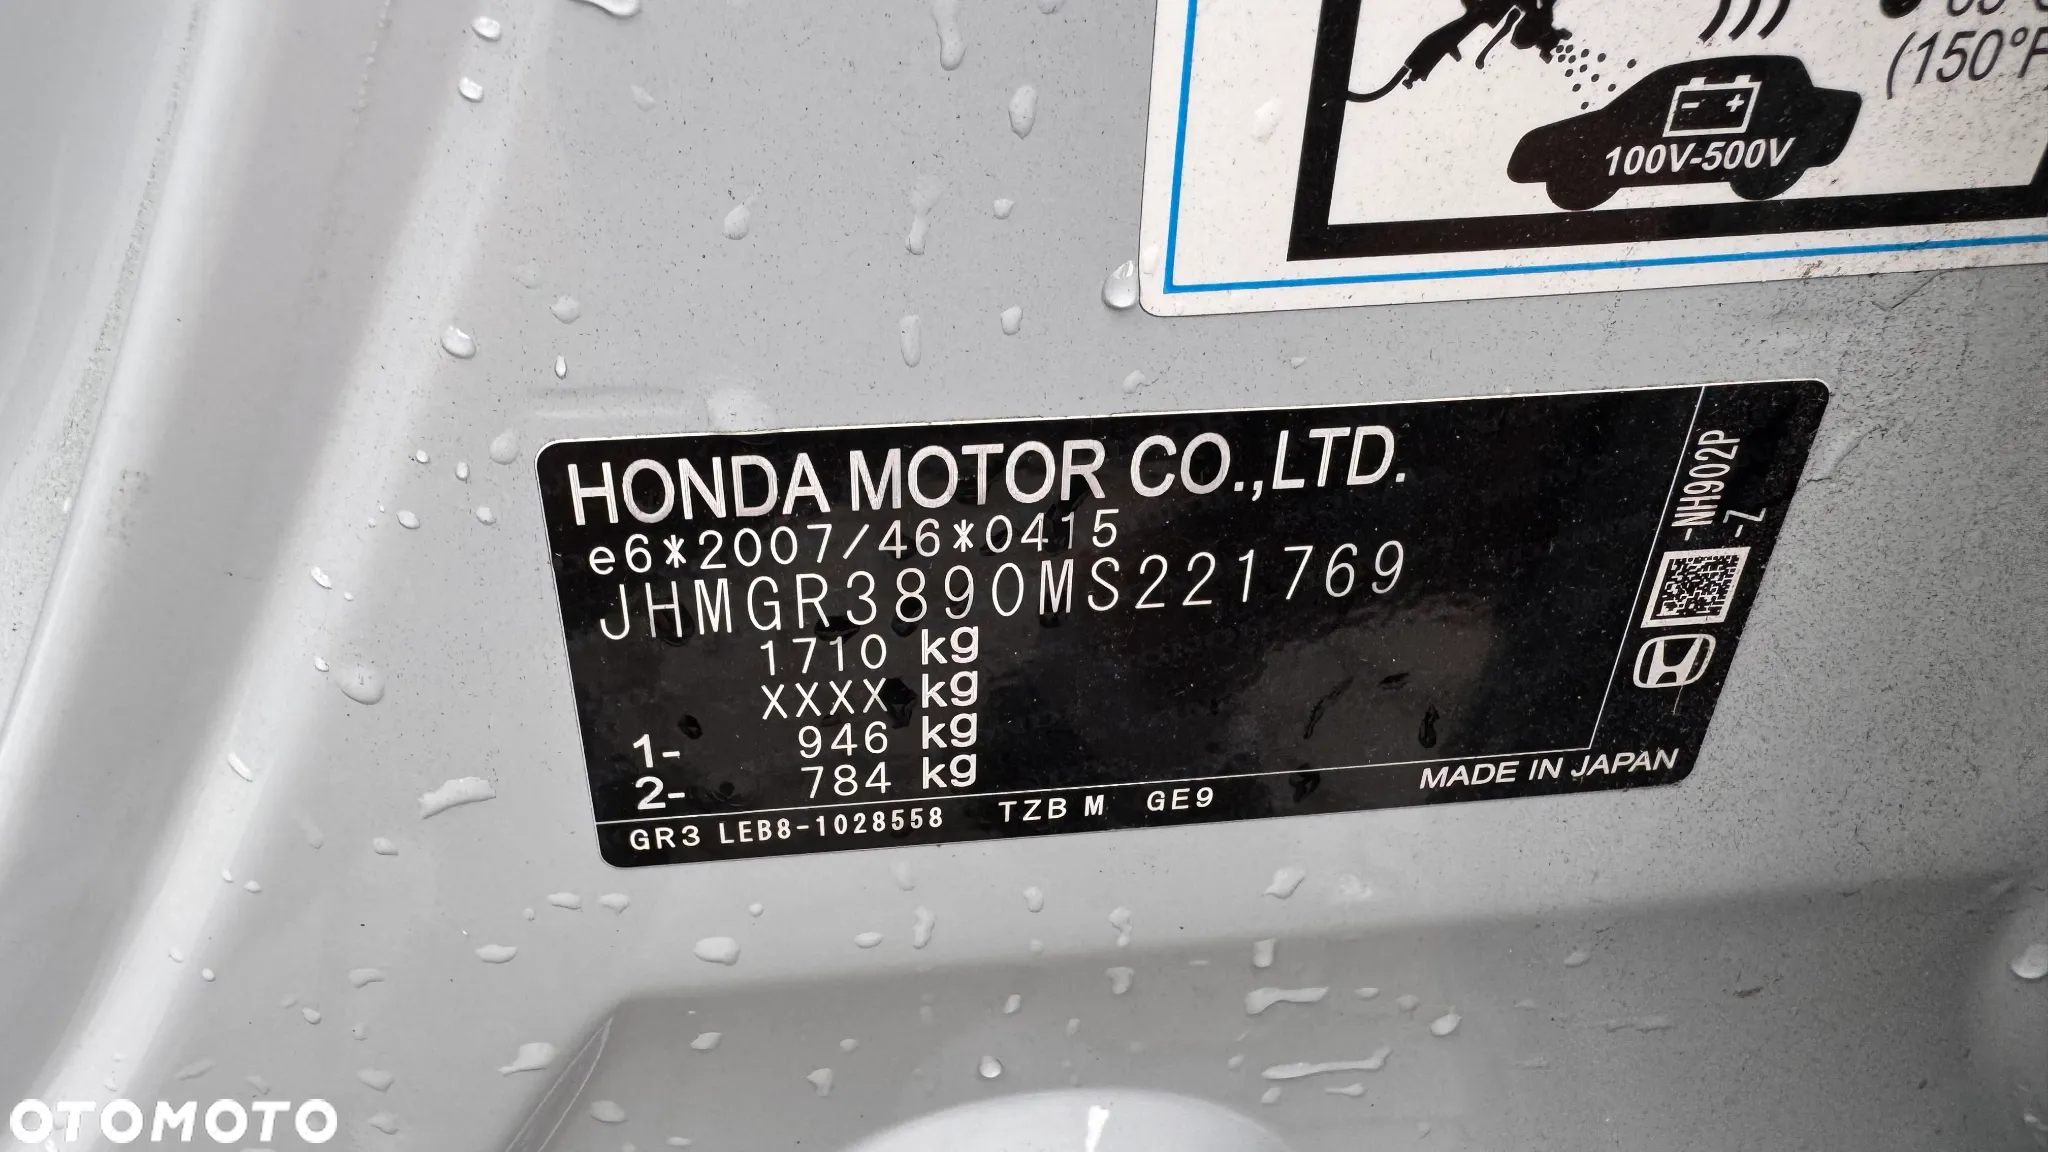 (150°F
100V-500V
HONDA MOTOR CO.,LTD.
e6*2007/46*0415
JHMGR3890MS221769
1710 kg
XXXX kg
1- 946 kg
2- 784 kg
GR3 LEB8-1028558 TZB M GE9
MADE IN JAPAN
-NH902P
-Z
OTOMOTO